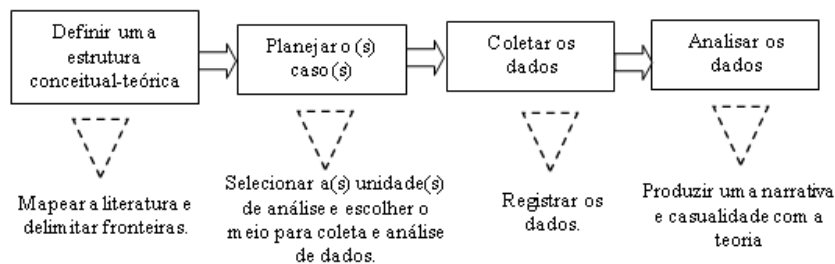 Definir uma
estrutura
conceitual-teórica
Planejar o (s)
caso(s)
Coletar os
dados
Analisar os
dados
Mapear a literatura e
delimitar fronteiras.
Selecionar a(s) unidade(s)
de análise e escolher o
meio para coleta e análise
de dados.
Registrar os
dados.
Produzir uma narrativa
e casualidade com a
teoria